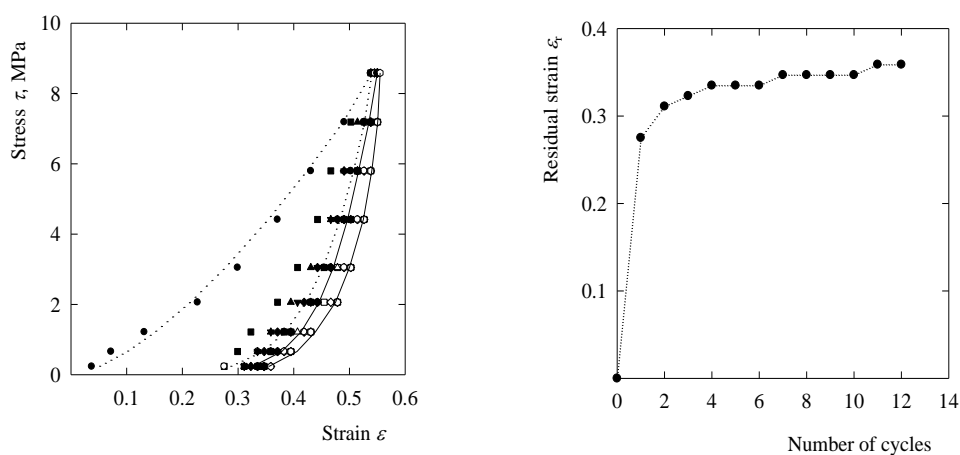 10
8
6
4
2
0
Stress τ, MPa
0.1 0.2 0.3 0.4 0.5 0.6
Strain ε
0.4
0.3
0.2
0.1
Residual strain εr
0 2 4 6 8 10 12 14
Number of cycles